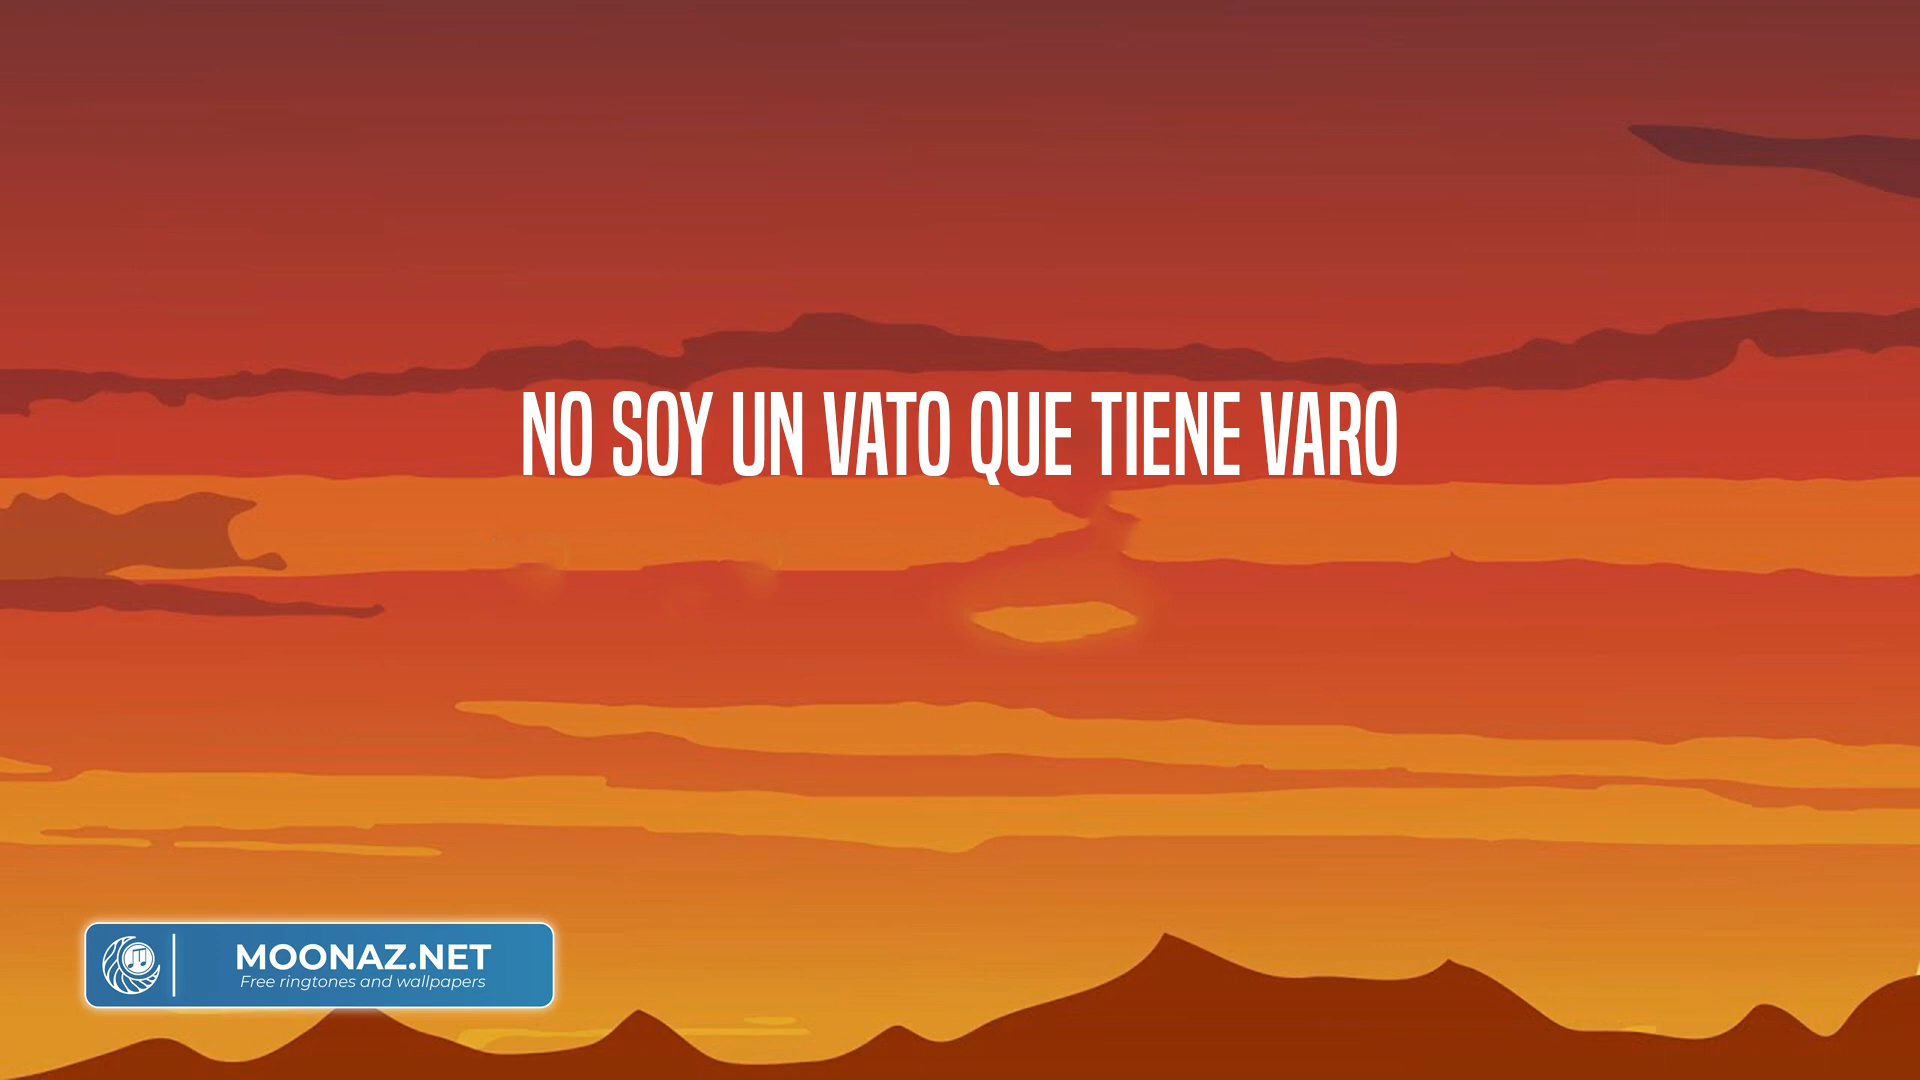 NO SOY UN VATO QUE TIENE VARO
MOONAZ.NET
Free ringtones and wallpapers